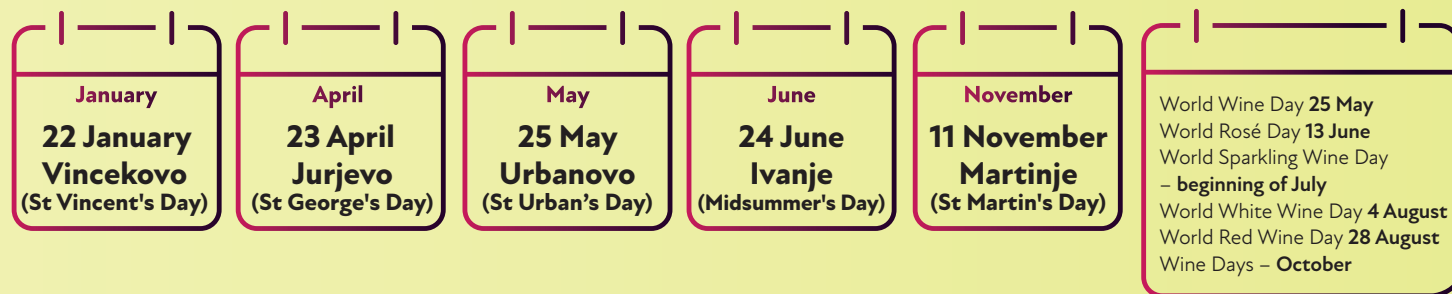 January
22 January
Vincekovo
(St Vincent's Day)
April
23 April
Jurjevo
(St George's Day)
May
25 May
Urbanovo
(St Urban’s Day)
June
24 June
Ivanje
(Midsummer's Day)
November
11 November
Martinje
(St Martin's Day)
World Wine Day 25 May
World Rosé Day 13 June
World Sparkling Wine Day
– beginning of July
World White Wine Day 4 August
World Red Wine Day 28 August
Wine Days – October